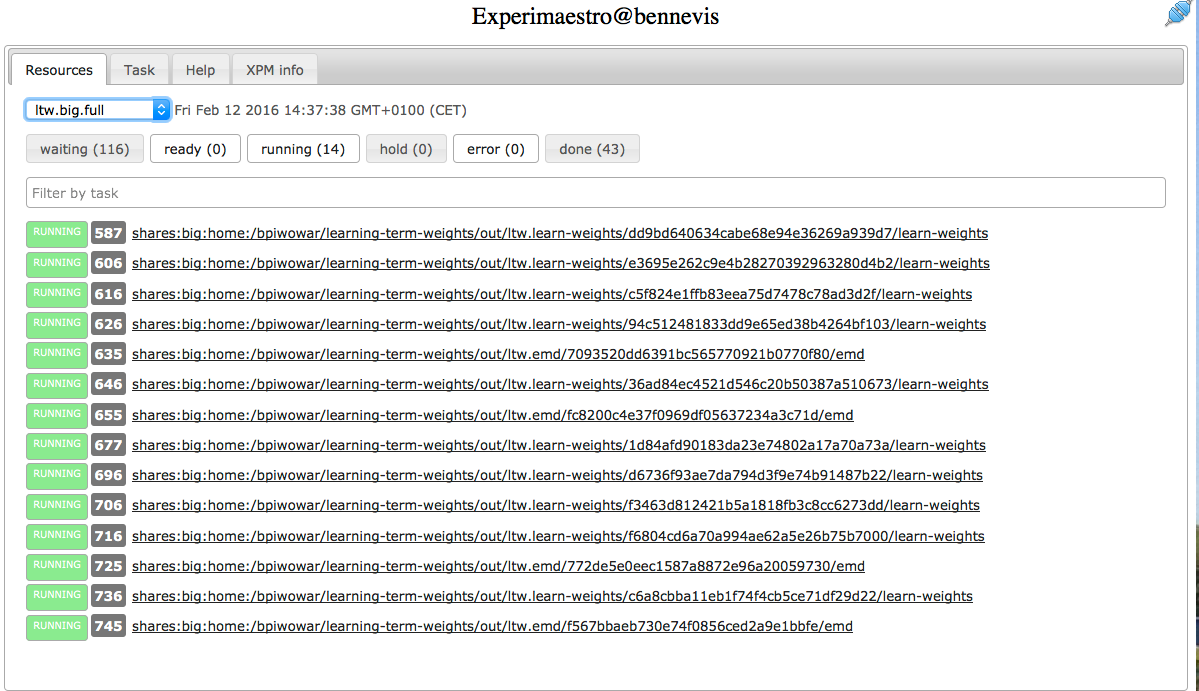 Experimaestro@bennevis
Resources Task Help XPM info
ltw.big.full Fri Feb 12 2016 14:37:38 GMT+0100 (CET)
waiting (116) ready (0) running (14) hold (0) error (0) done (43)
Filter by task
RUNNING 587 shares:big:home:/bpiwowar/learning-term-weights/out/ltw.learn-weights/dd9bd640634cabe68e94e36269a939d7/learn-weights
RUNNING 606 shares:big:home:/bpiwowar/learning-term-weights/out/ltw.learn-weights/e3695e262c9e4b28270392963280d4b2/learn-weights
RUNNING 616 shares:big:home:/bpiwowar/learning-term-weights/out/ltw.learn-weights/c5f824e1ffb83eea75d7478c78ad3d2f/learn-weights
RUNNING 626 shares:big:home:/bpiwowar/learning-term-weights/out/ltw.learn-weights/94c512481833dd9e65ed38b4264bf103/learn-weights
RUNNING 635 shares:big:home:/bpiwowar/learning-term-weights/out/ltw.emd/7093520dd6391bc565770921b0770f80/emd
RUNNING 646 shares:big:home:/bpiwowar/learning-term-weights/out/ltw.learn-weights/36ad84ec4521d546c20b50387a510673/learn-weights
RUNNING 655 shares:big:home:/bpiwowar/learning-term-weights/out/ltw.emd/fc8200c4e37f0969df05637234a3c71d/emd
RUNNING 677 shares:big:home:/bpiwowar/learning-term-weights/out/ltw.learn-weights/1d84afd90183da23e74802a17a70a73a/learn-weights
RUNNING 696 shares:big:home:/bpiwowar/learning-term-weights/out/ltw.learn-weights/d6736f93ae7da794d3f9e74b91487b22/learn-weights
RUNNING 706 shares:big:home:/bpiwowar/learning-term-weights/out/ltw.learn-weights/f3463d812421b5a1818fb3c8cc6273dd/learn-weights
RUNNING 716 shares:big:home:/bpiwowar/learning-term-weights/out/ltw.learn-weights/f6804cd6a70a994ae62a5e26b75b7000/learn-weights
RUNNING 725 shares:big:home:/bpiwowar/learning-term-weights/out/ltw.emd/772de5e0eec1587a8872e96a20059730/emd
RUNNING 736 shares:big:home:/bpiwowar/learning-term-weights/out/ltw.learn-weights/c6a8cbba11eb1f74f4cb5ce71df29d22/learn-weights
RUNNING 745 shares:big:home:/bpiwowar/learning-term-weights/out/ltw.emd/f567bbaeb730e74f0856ced2a9e1bbfe/emd